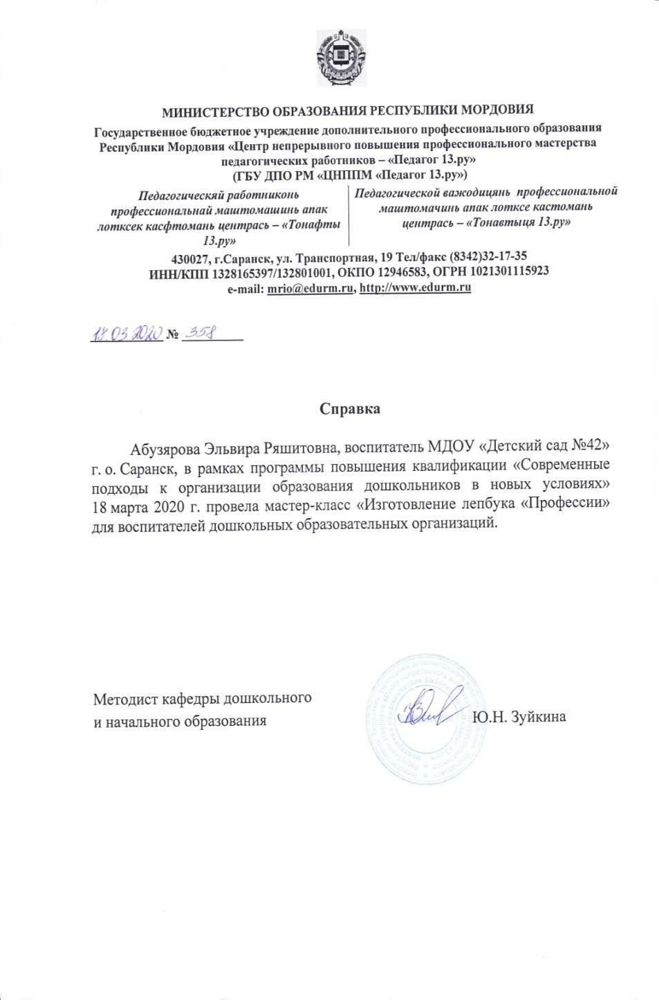 МИНИСТЕРСТВО ОБРАЗОВАНИЯ РЕСПУБЛИКИ МОРДОВИЯ
Государственное бюджетное учреждение дополнительного профессионального образования
Республики Мордовия «Центр непрерывного повышения профессионального мастерства
педагогических работников – «Педагог 13.ру»
(ГБУ ДПО РМ «ЦНППМ «Педагог 13.ру»)
Педагогическяй работниконь
профессиональнай маштомашинь апак
лотксек касфтомань центрась – «Тонафты
13.ру»
Педагогической важодицянь профессиональной
маштомачинь апак лотксе кастомань
центрась – «Тонавтыця 13.ру»
430027, г.Саранск, ул. Транспортная, 19 Тел/факс (8342)32-17-35
ИНН/КПП 1328165397/132801001, ОКПО 12946583, ОГРН 1021301115923
e-mail: mrio@edurm.ru, http://www.edurm.ru
18.03 2020 № 358
Справка
Абузярова Эльвира Ряшитовна, воспитатель МДОУ «Детский сад №42»
г. о. Саранск, в рамках программы повышения квалификации «Современные
подходы к организации образования дошкольников в новых условиях»
18 марта 2020 г. провела мастер-класс «Изготовление лепбука «Профессии»
для воспитателей дошкольных образовательных организаций.
Методист кафедры дошкольного
и начального образования
Ю.Н. Зуйкина